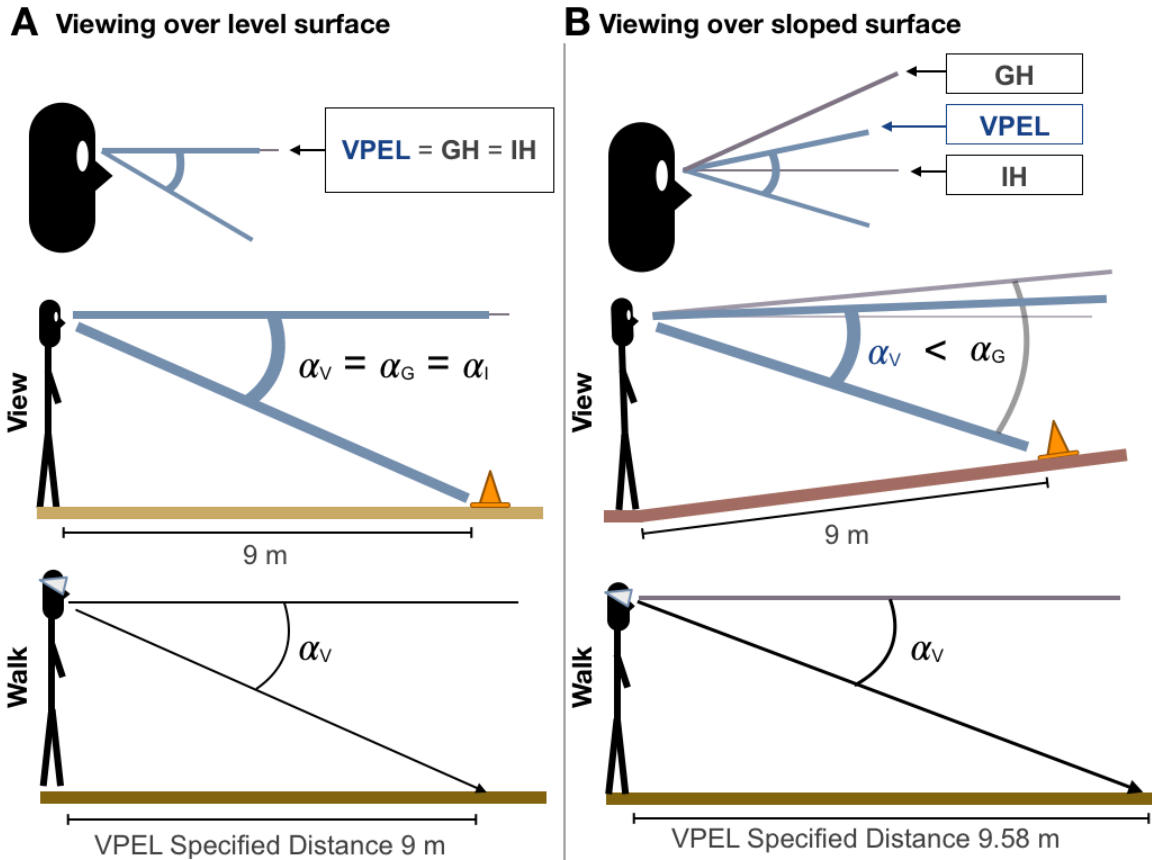 A Viewing over level surface
VPEL = GH = IH
View
αV = αG = αI
9 m
Walk
αV
VPEL Specified Distance 9 m
B Viewing over sloped surface
GH
VPEL
IH
View
αV < αG
9 m
Walk
αV
VPEL Specified Distance 9.58 m